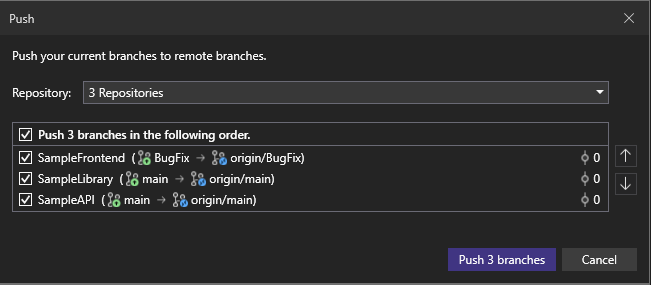 Push
Push your current branches to remote branches.
Repository: 3 Repositories
Push 3 branches in the following order.
SampleFrontend ( BugFix → origin/BugFix) 0
SampleLibrary ( main → origin/main) 0
SampleAPI ( main → origin/main) 0
Push 3 branches Cancel